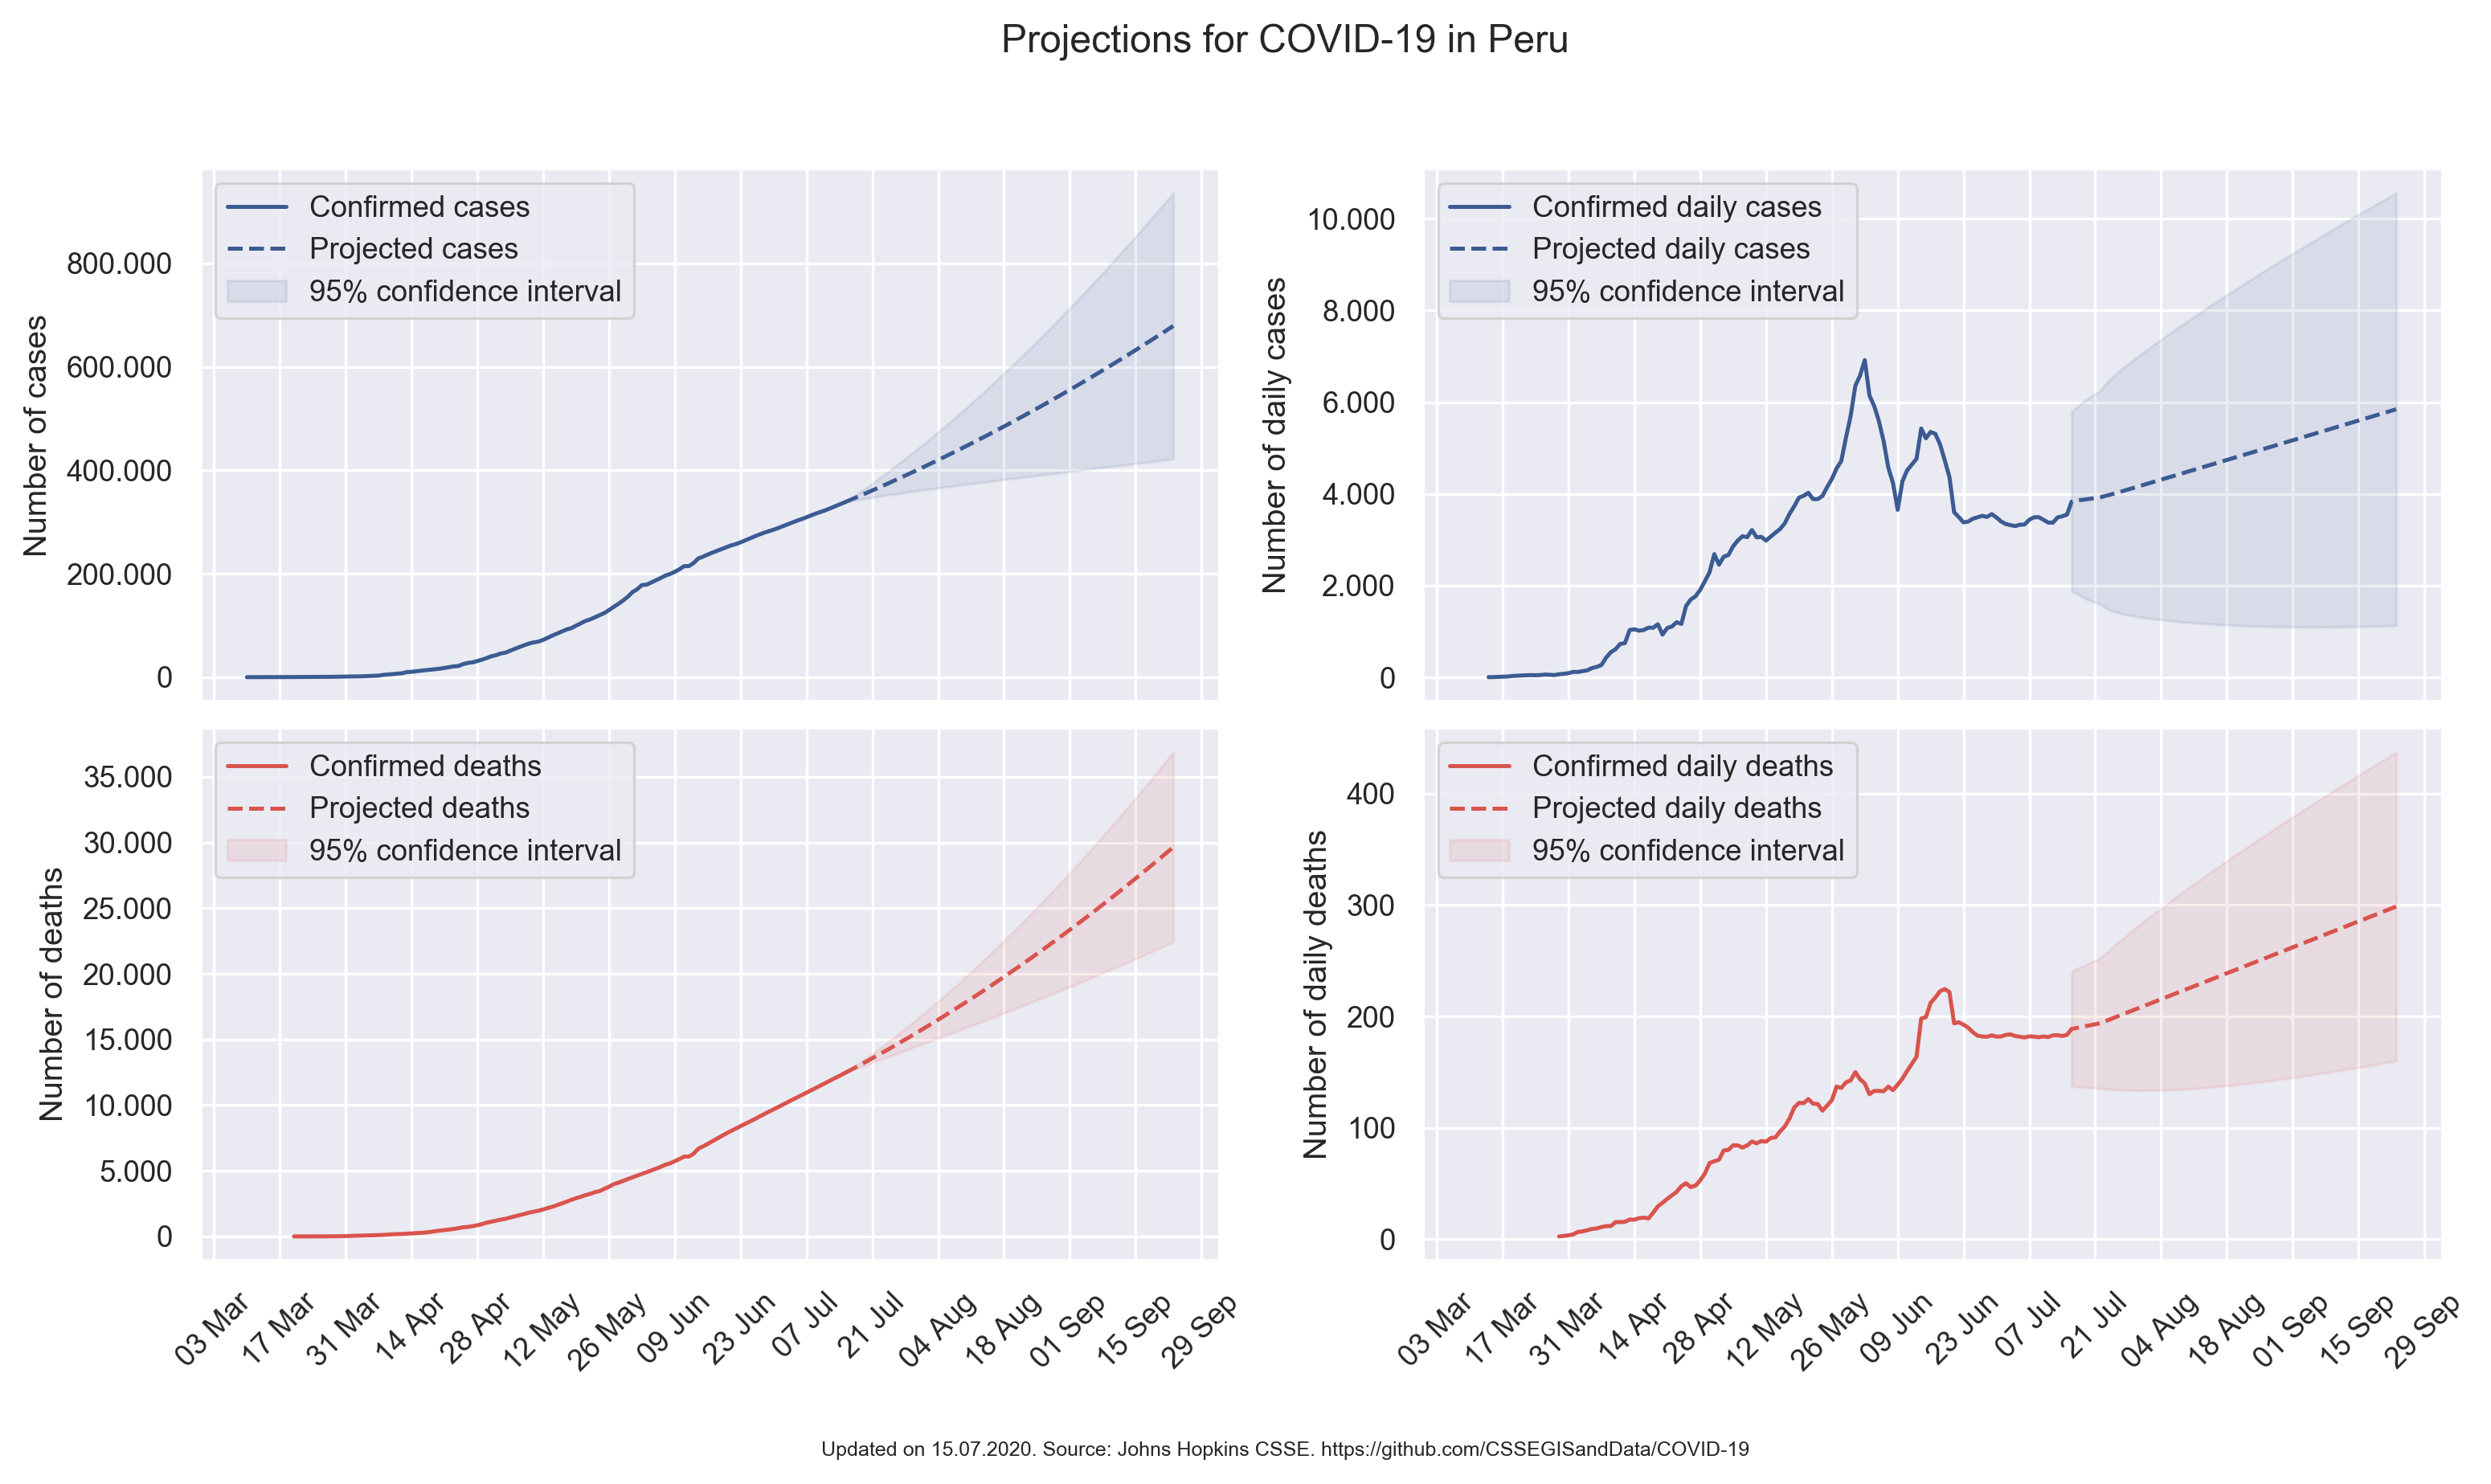 Projections for COVID-19 in Peru
Number of cases
800.000
600.000
400.000
200.000
0
Confirmed cases
Projected cases
95% confidence interval
Number of daily cases
10.000
8.000
6.000
4.000
2.000
0
Confirmed daily cases
Projected daily cases
95% confidence interval
Number of deaths
35.000
30.000
25.000
20.000
15.000
10.000
5.000
0
Confirmed deaths
Projected deaths
95% confidence interval
03 Mar
17 Mar
31 Mar
14 Apr
28 Apr
12 May
26 May
09 Jun
23 Jun
07 Jul
21 Jul
04 Aug
18 Aug
01 Sep
15 Sep
29 Sep
Number of daily deaths
400
300
200
100
0
Confirmed daily deaths
Projected daily deaths
95% confidence interval
03 Mar
17 Mar
31 Mar
14 Apr
28 Apr
12 May
26 May
09 Jun
23 Jun
07 Jul
21 Jul
04 Aug
18 Aug
01 Sep
15 Sep
29 Sep
Updated on 15.07.2020. Source: Johns Hopkins CSSE. https://github.com/CSSEGISandData/COVID-19